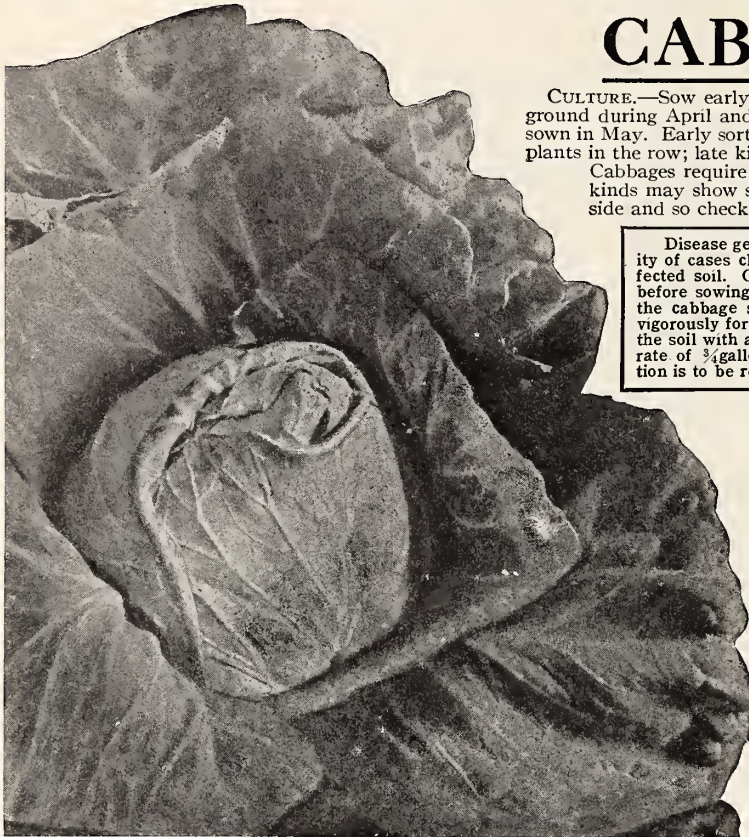 CAB
CULTURE.—Sow early
ground during April and
sown in May. Early sort
plants in the row; late ki
Cabbages require
kinds may show s
side and so check
Disease ge
ity of cases cl
fected soil. C
before sowing
the cabbage s
vigorously for
the soil with a
rate of ¾ gallo
tion is to be r